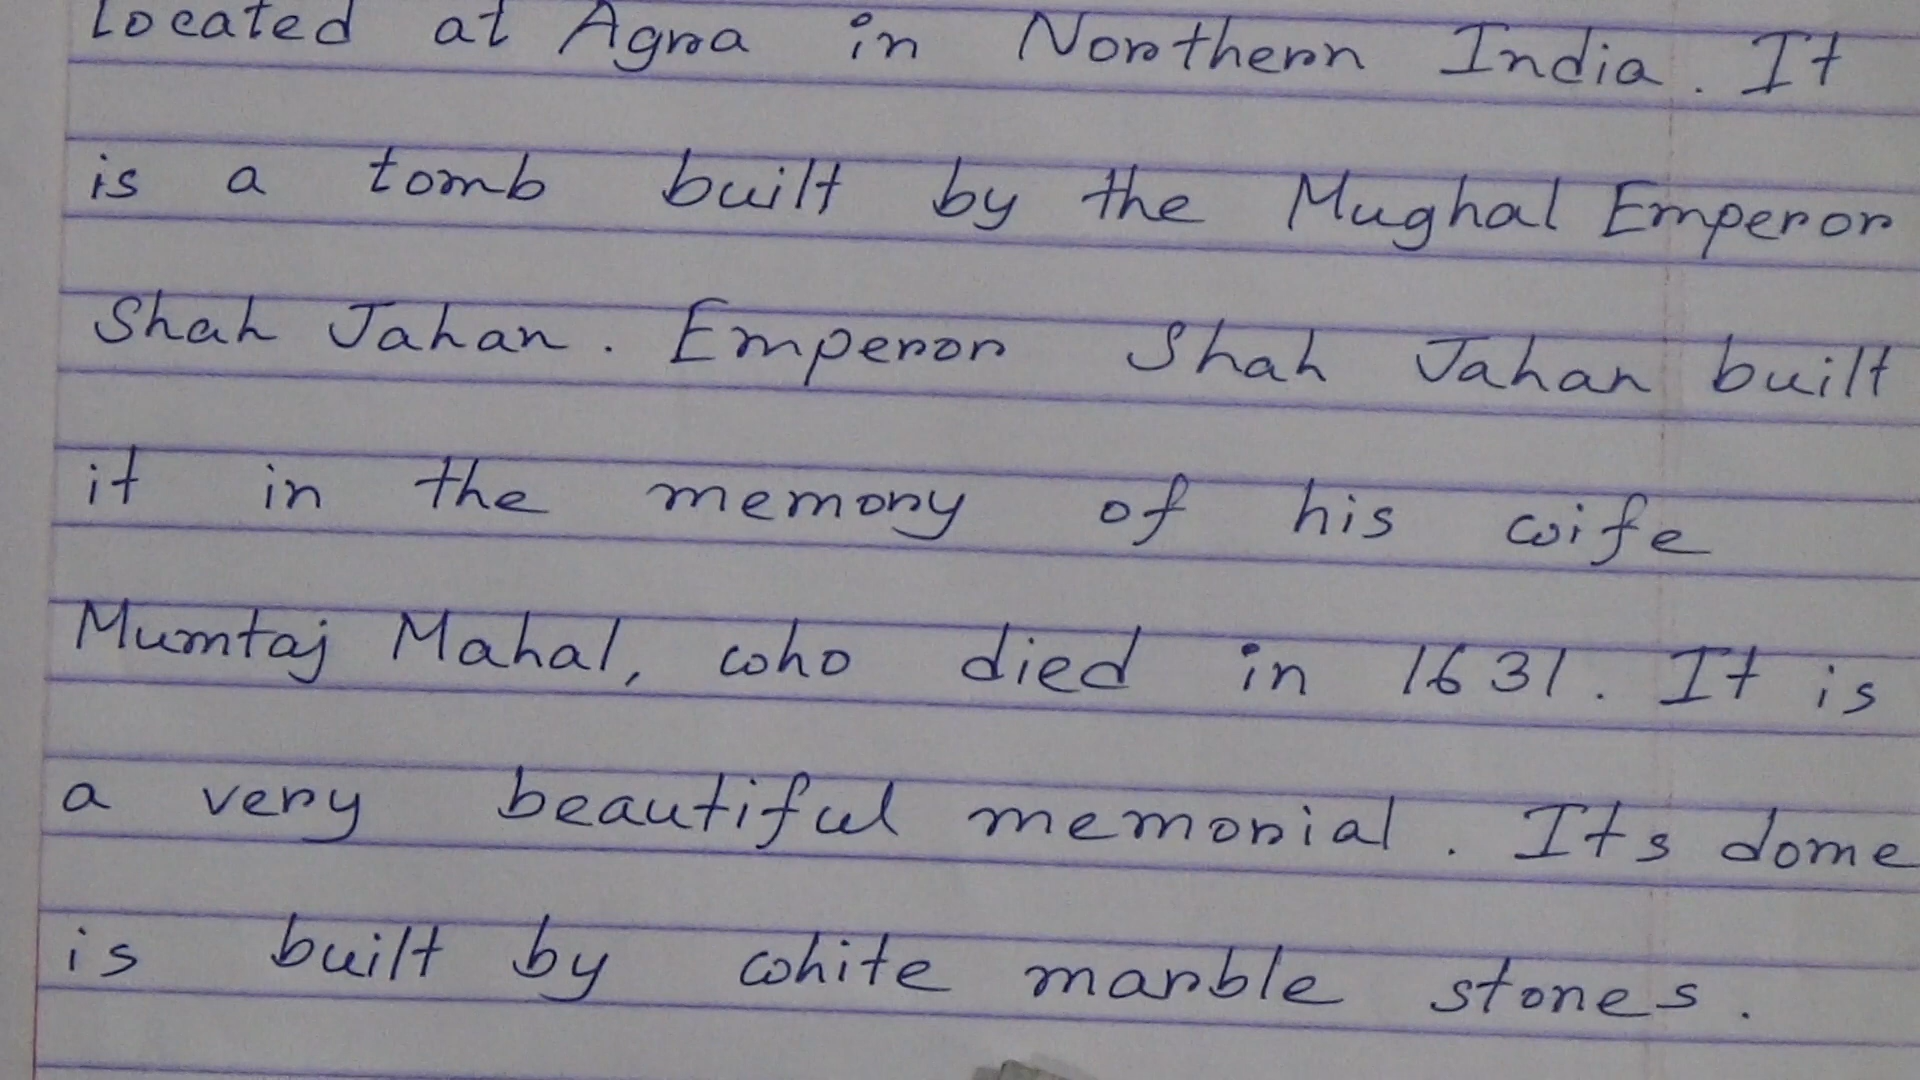 located at Agra in Northern India. It
is a tomb built by the Mughal Emperor
Shah Jahan. Emperor Shah Jahan built
it in the memory of his wife
Mumtaj Mahal, who died in 1631. It is
a very beautiful memorial. Its dome
is built by white marble stones.